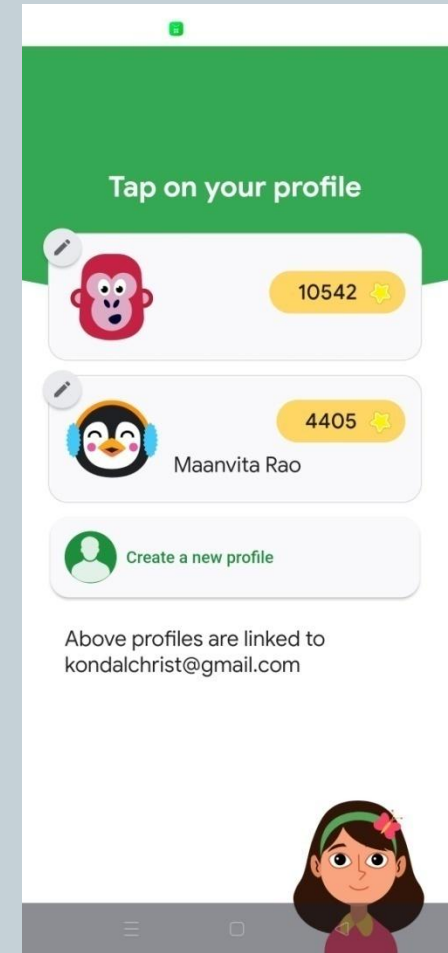 Tap on your profile
10542
4405
Maanvita Rao
Create a new profile
Above profiles are linked to
kondalchrist@gmail.com